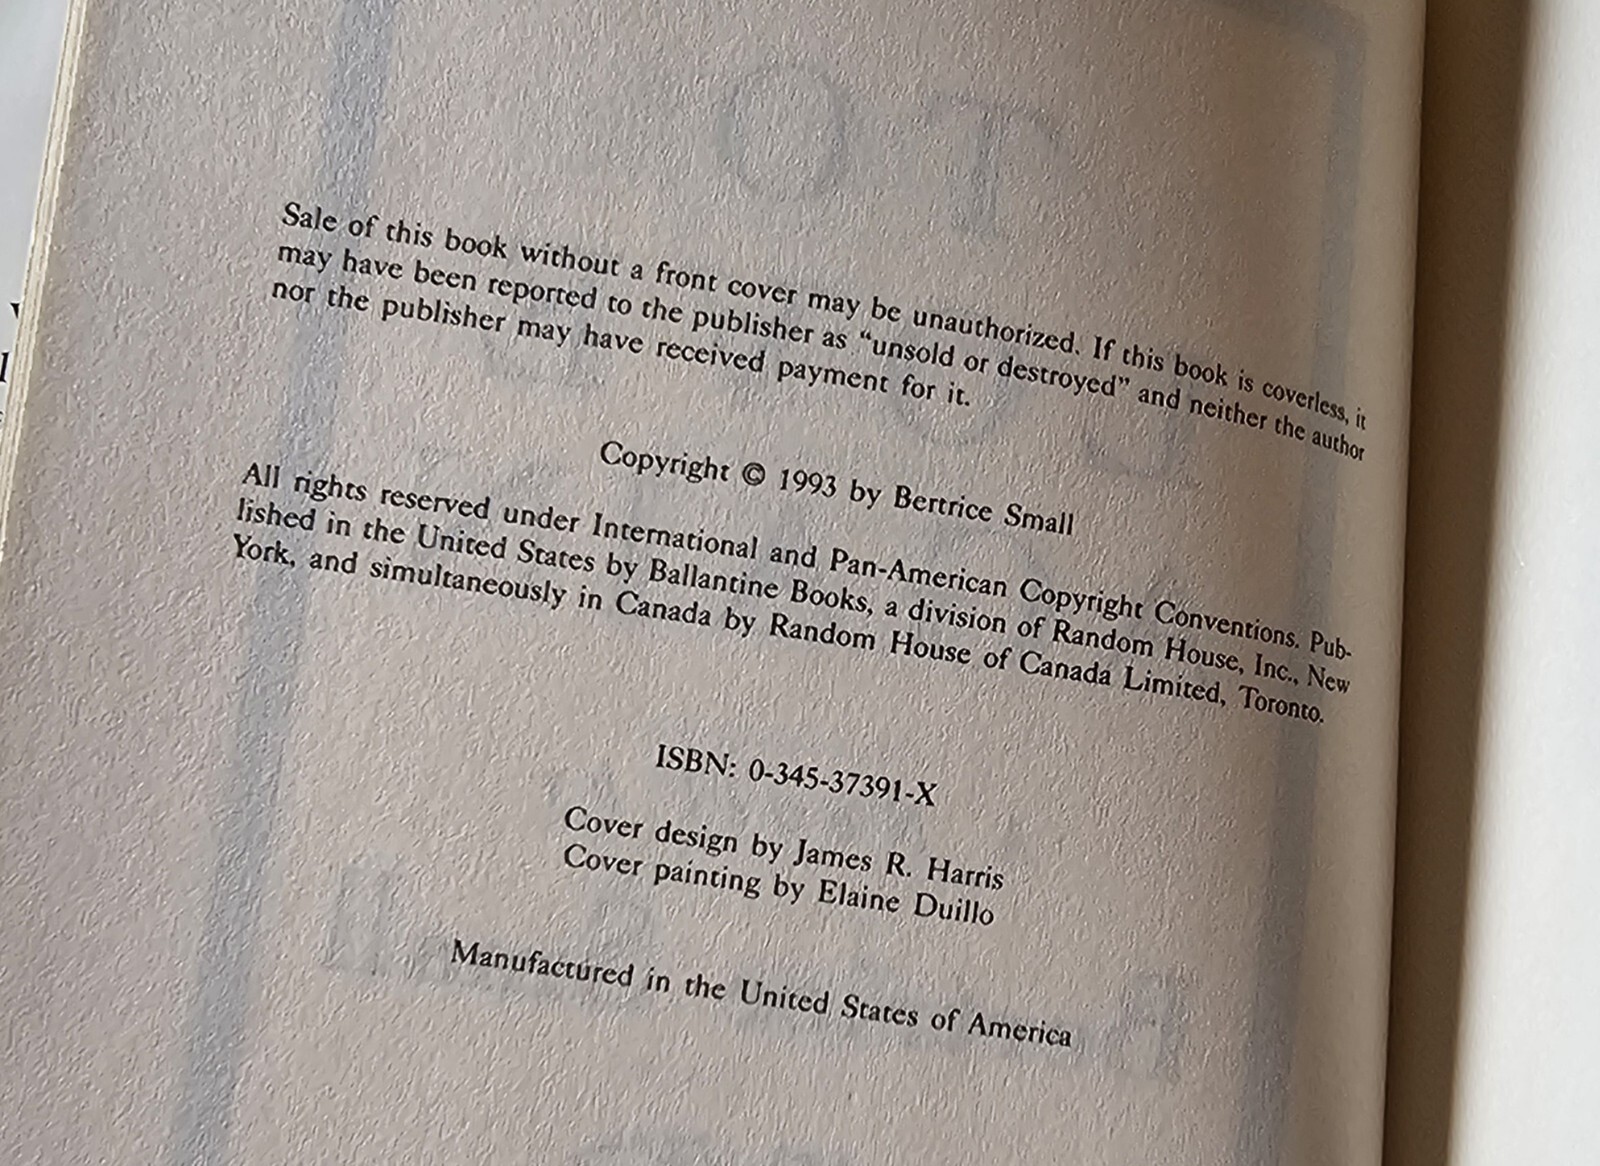 Sale of this book without a front cover may be unauthorized. If this book is coverless, it
may have been reported to the publisher as “unsold or destroyed” and neither the author
nor the publisher may have received payment for it.
Copyright © 1993 by Bertrice Small
All rights reserved under International and Pan-American Copyright Conventions. Pub-
lished in the United States by Ballantine Books, a division of Random House, Inc., New
York, and simultaneously in Canada by Random House of Canada Limited, Toronto.
ISBN: 0-345-37391-X
Cover design by James R. Harris
Cover painting by Elaine Duillo
Manufactured in the United States of America